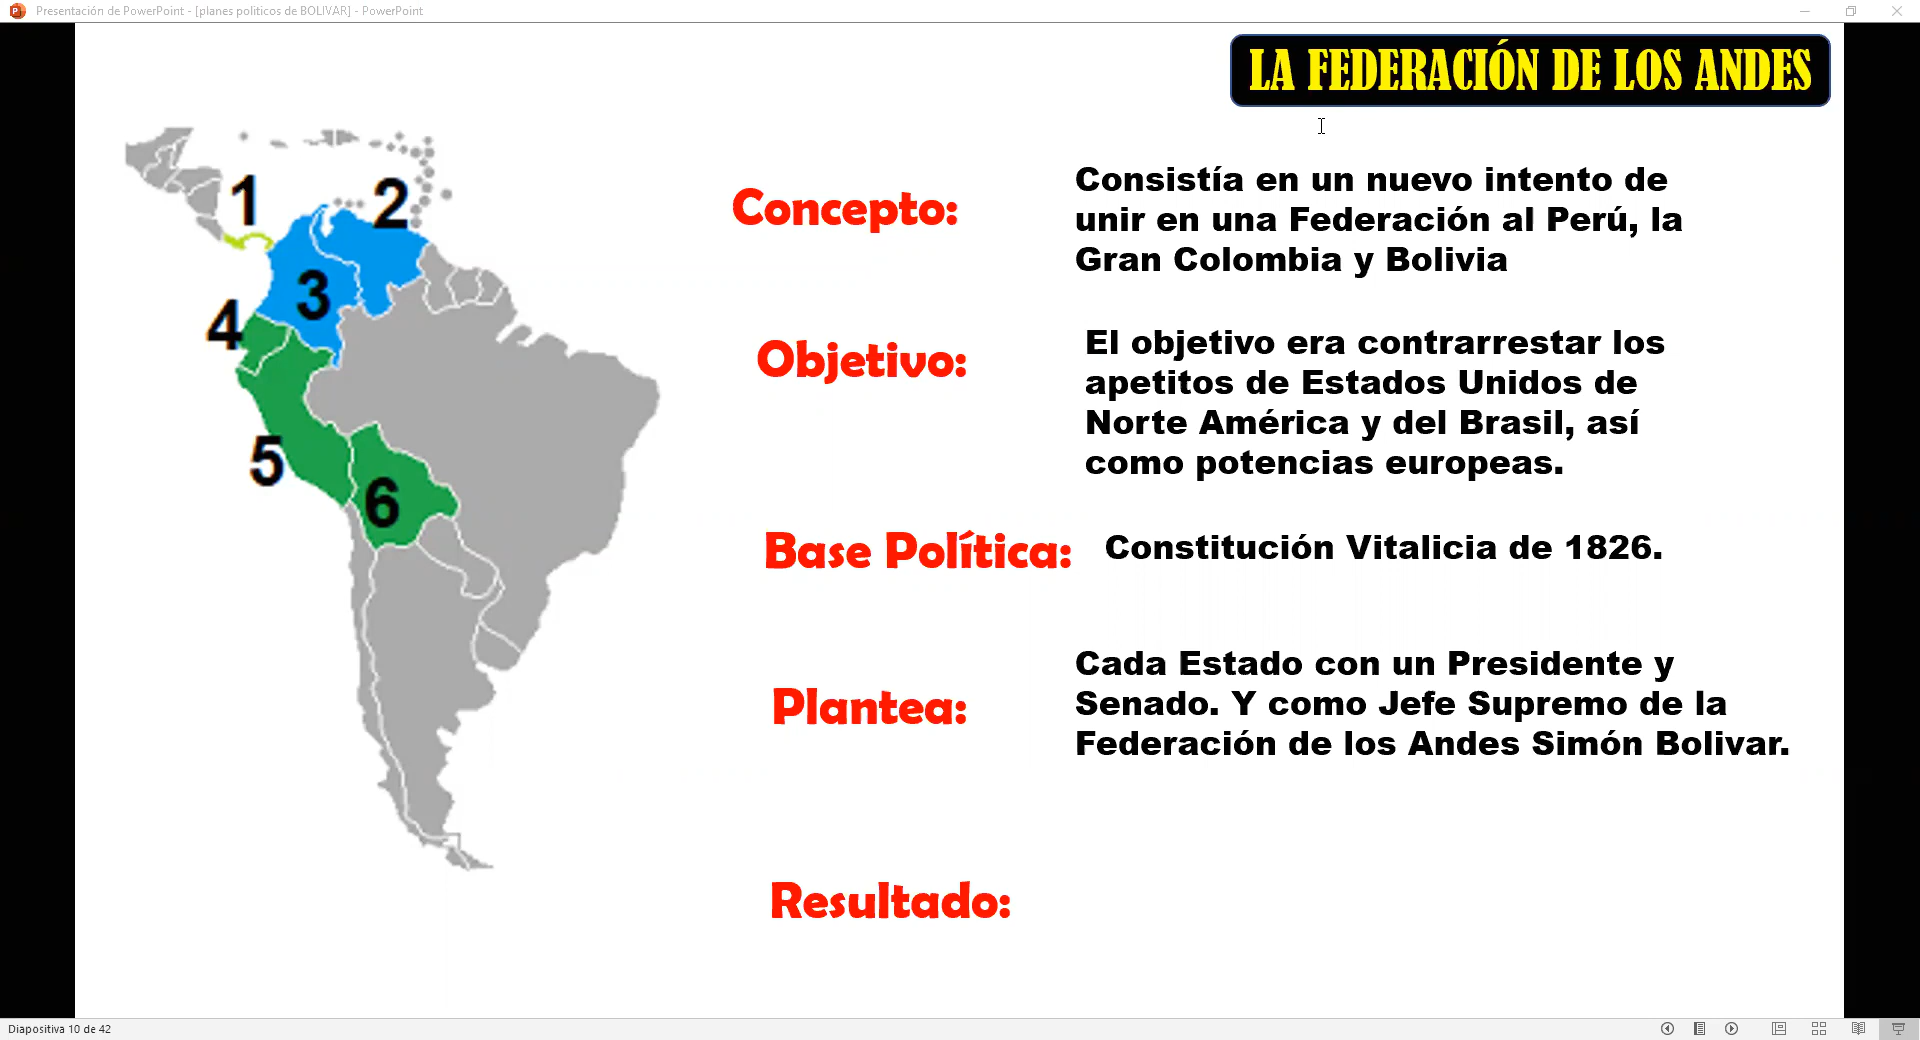 Presentación de PowerPoint - [planes politicos de BOLIVAR] - PowerPoint
LA FEDERACIÓN DE LOS ANDES
1
2
3
4
5
6
Concepto:
Consistía en un nuevo intento de
unir en una Federación al Perú, la
Gran Colombia y Bolivia
Objetivo:
El objetivo era contrarrestar los
apetitos de Estados Unidos de
Norte América y del Brasil, así
como potencias europeas.
Base Política:
Constitución Vitalicia de 1826.
Plantea:
Cada Estado con un Presidente y
Senado. Y como Jefe Supremo de la
Federación de los Andes Simón Bolivar.
Resultado:
Diapositiva 10 de 42